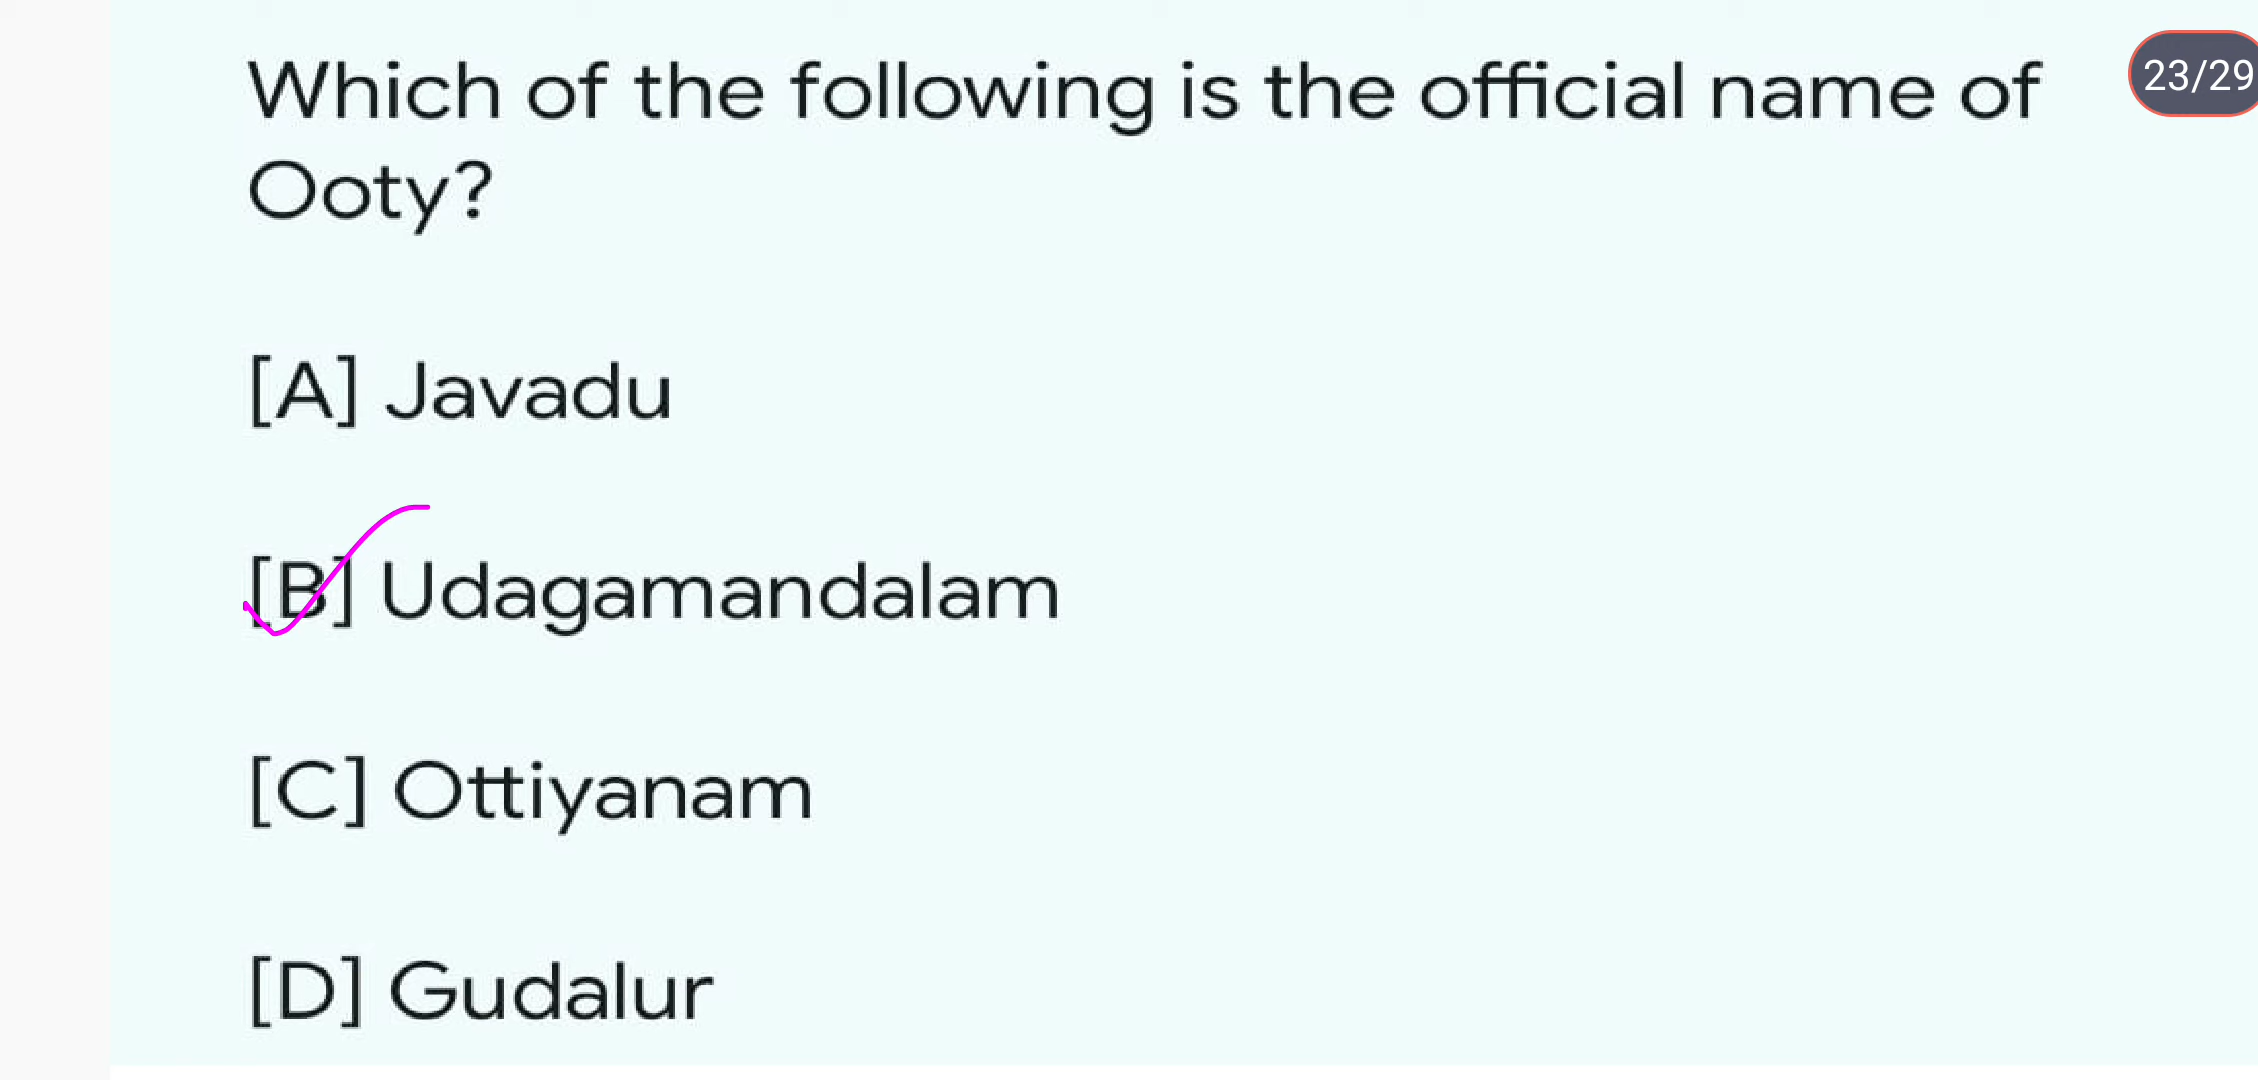 Which of the following is the official name of
23/29
Ooty?
[A] Javadu
[B] Udagamandalam
[C] Ottiyanam
[D] Gudalur